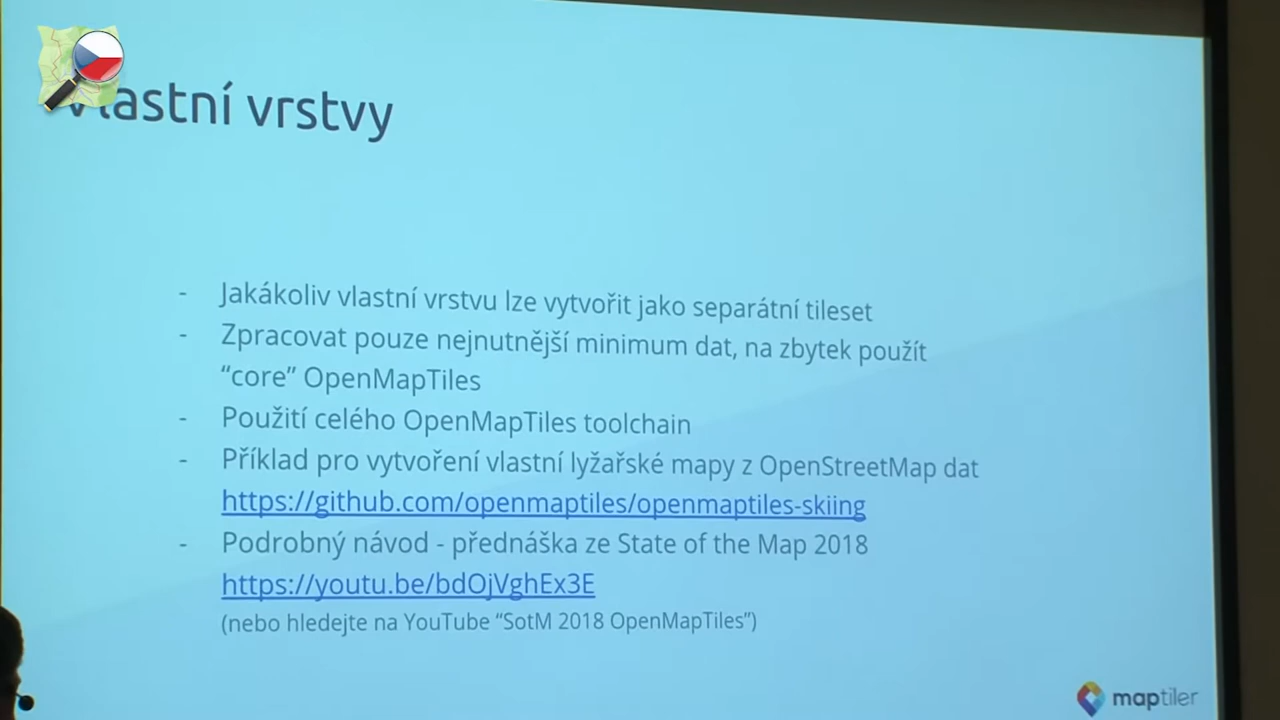 Vlastní vrstvy
- Jakákoliv vlastní vrstvu lze vytvořit jako separátní tileset
- Zpracovat pouze nejnutnější minimum dat, na zbytek použít
“core” OpenMapTiles
- Použití celého OpenMapTiles toolchain
- Příklad pro vytvoření vlastní lyžařské mapy z OpenStreetMap dat
https://github.com/openmaptiles/openmaptiles-skiing
- Podrobný návod - přednáška ze State of the Map 2018
https://youtu.be/bdOjVghEx3E
(nebo hledejte na YouTube “SotM 2018 OpenMapTiles”)
maptiler